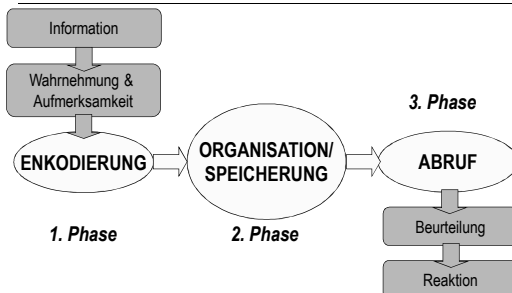 Information
Wahrnehmung &
Aufmerksamkeit
ENKODIERUNG
1. Phase
ORGANISATION/
SPEICHERUNG
2. Phase
3. Phase
ABRUF
Beurteilung
Reaktion